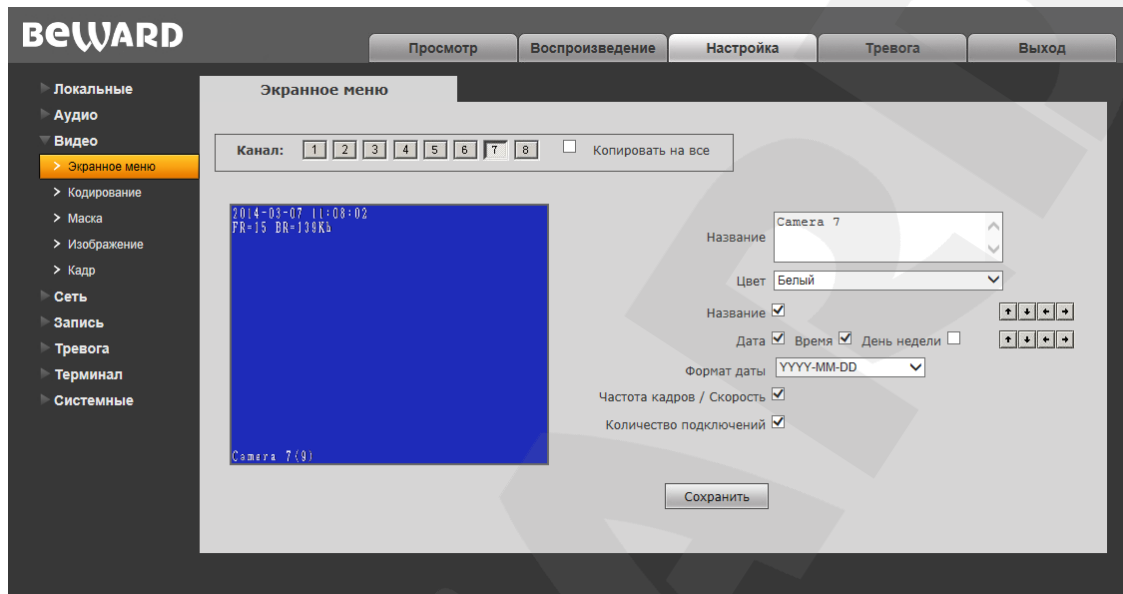 BEWARD
Просмотр Воспроизведение Настройка Тревога Выход
Локальные
Аудио
Видео
Экранное меню
Кодирование
Маска
Изображение
Кадр
Сеть
Запись
Тревога
Терминал
Системные
Экранное меню
Канал: 1 2 3 4 5 6 7 8 Копировать на все
2014-03-07 11:08:02
FR=15 BR=139Kb
Camera 7(9)
Название Camera 7
Цвет Белый
Название
Дата Время День недели
Формат даты YYYY-MM-DD
Частота кадров / Скорость
Количество подключений
Сохранить